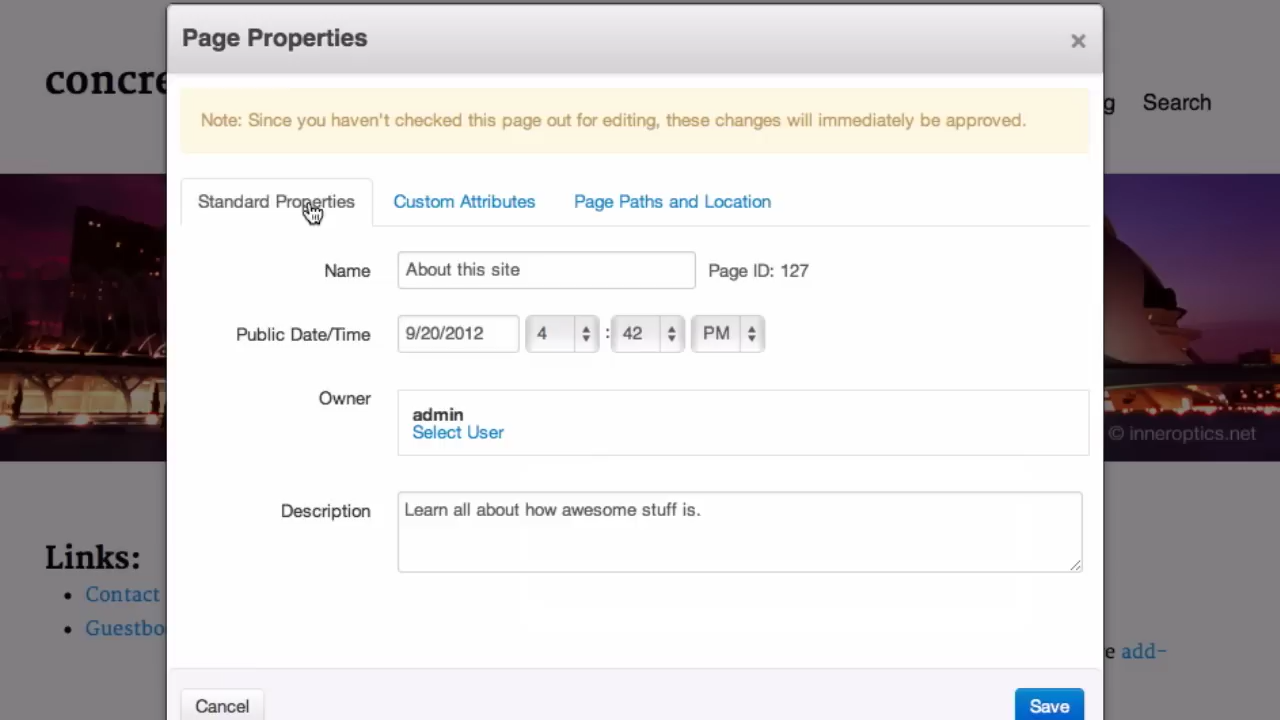 Page Properties
×
concre
g Search
Note: Since you haven't checked this page out for editing, these changes will immediately be approved.
Standard Properties Custom Attributes Page Paths and Location
Name About this site Page ID: 127
Public Date/Time 9/20/2012 4 : 42 PM
Owner
admin
Select User
© inneroptics.net
Description Learn all about how awesome stuff is.
Links:
• Contact
• Guestbo
e add-
Cancel Save